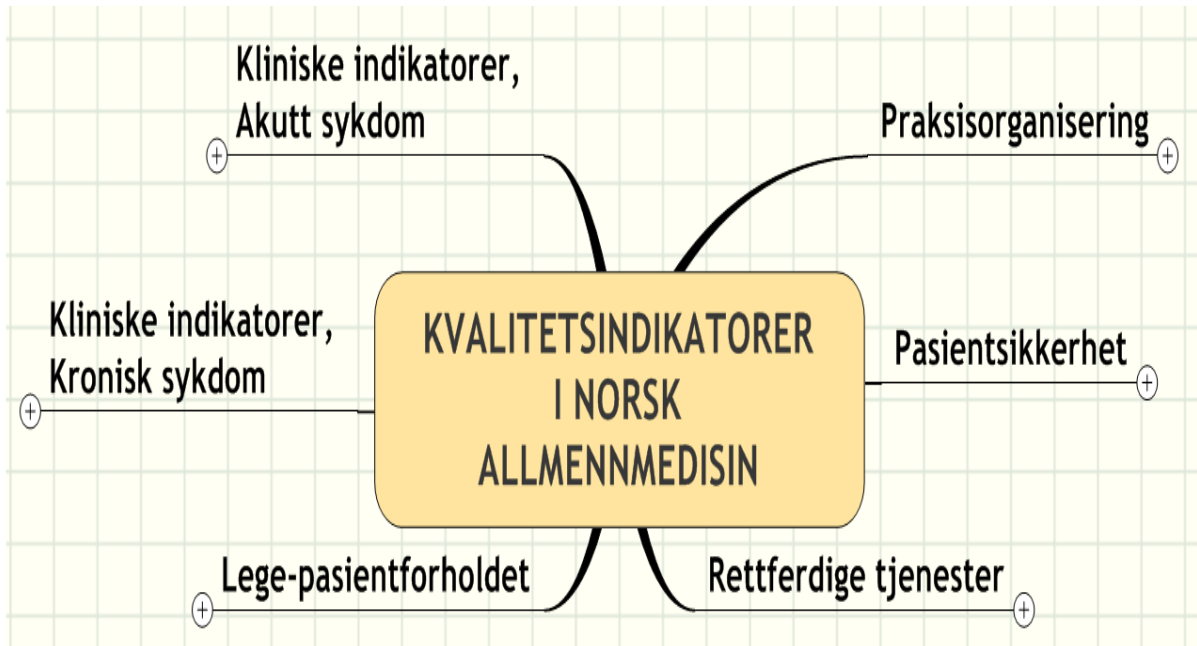 Kliniske indikatorer,
Akutt sykdom
Praksisorganisering
Kliniske indikatorer,
Kronisk sykdom
KVALITETSINDIKATORER
I NORSK
ALLMENNMEDISIN
Pasientsikkerhet
Lege-pasientforholdet
Rettferdige tjenester